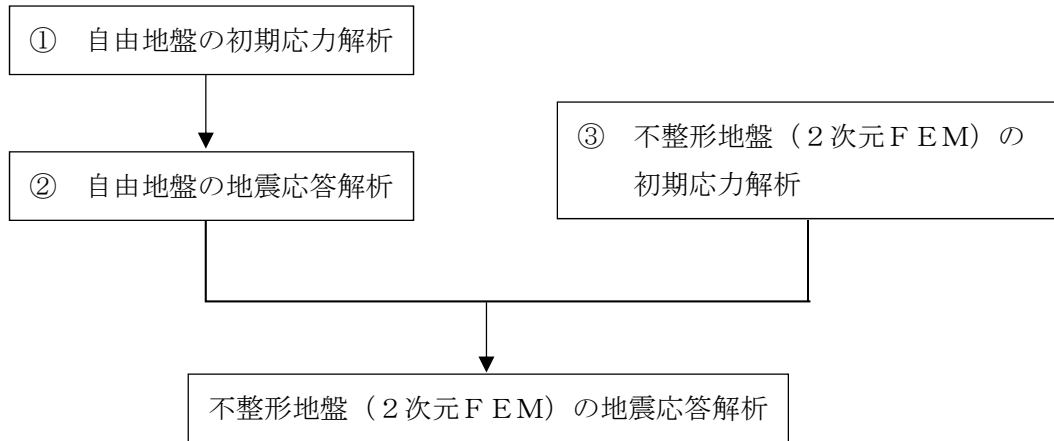 ① 自由地盤の初期応力解析
② 自由地盤の地震応答解析
③ 不整形地盤(2次元FEM)の
初期応力解析
不整形地盤(2次元FEM)の地震応答解析